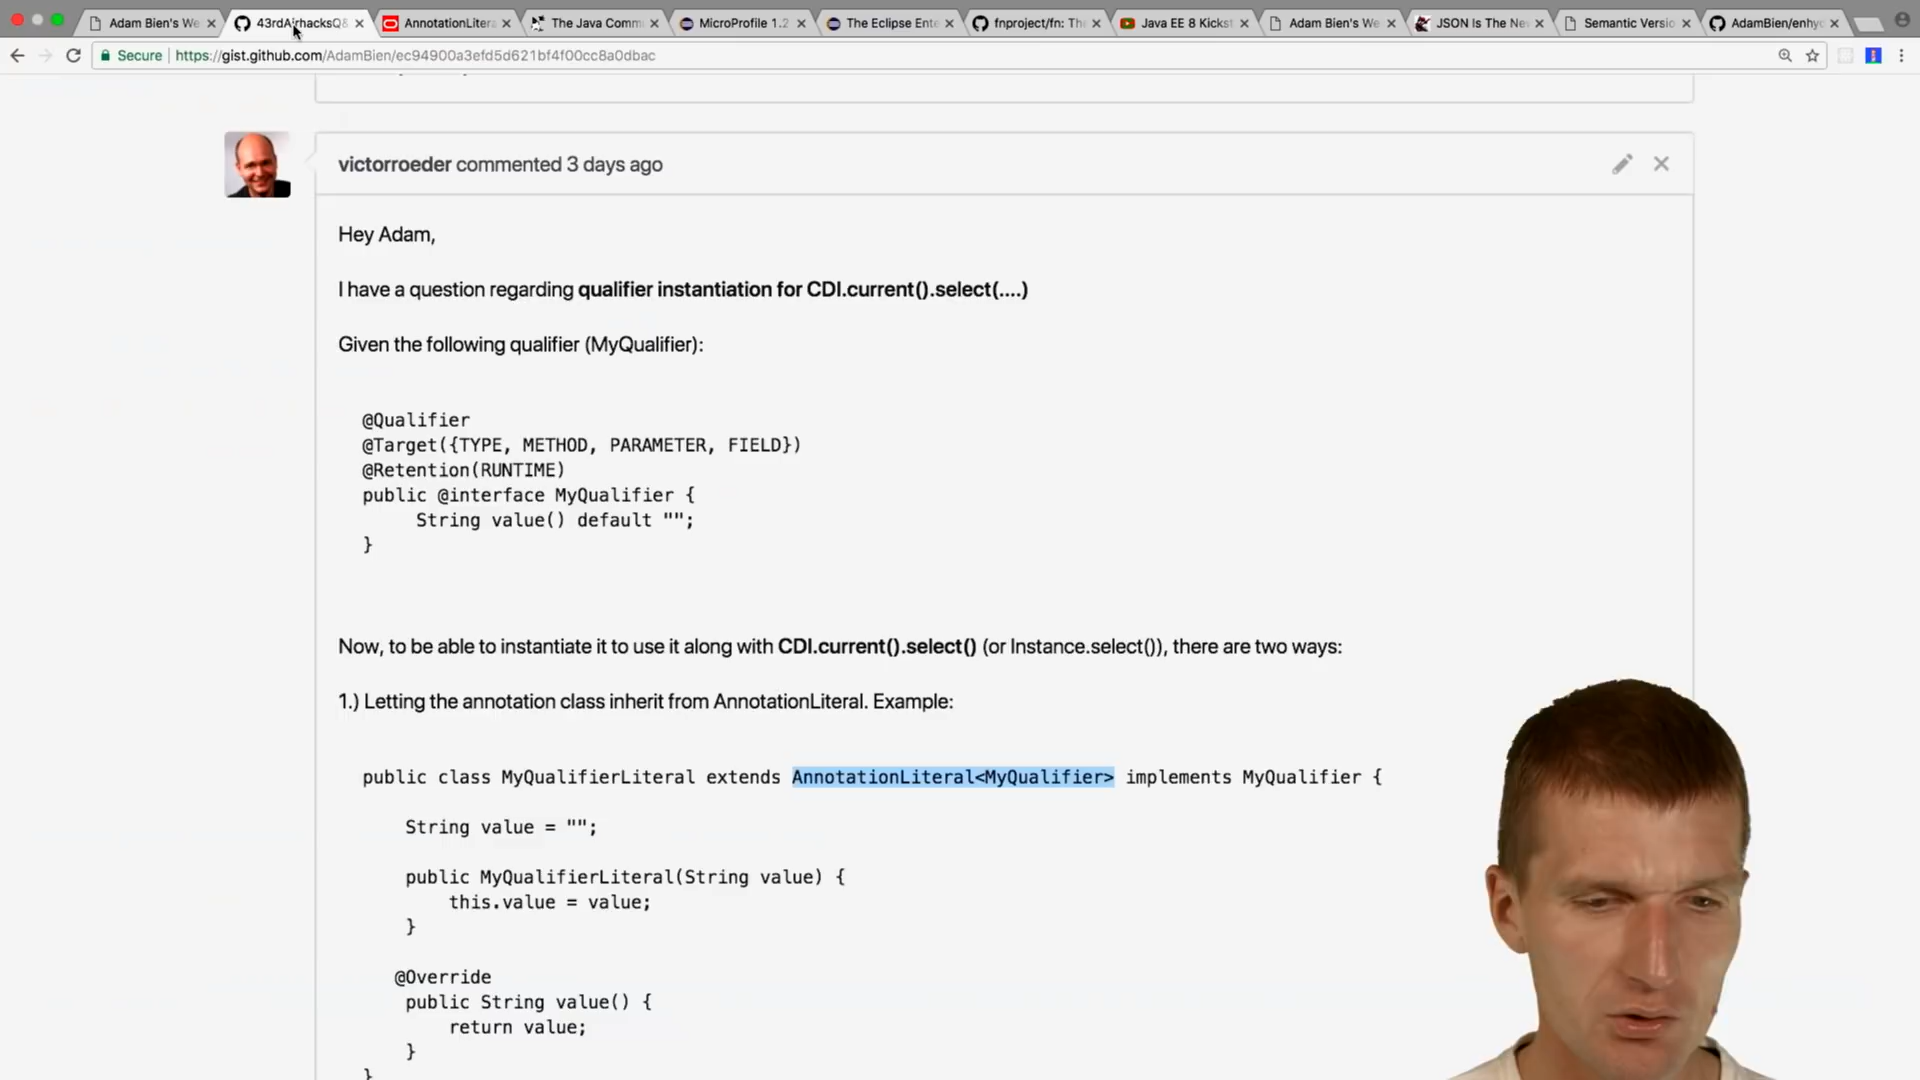 Adam Bien's We
43rdAirhacksQ&
AnnotationLitera
The Java Comm
MicroProfile 1.2
The Eclipse Ente
fnproject/fn: The
Java EE 8 Kickst
Adam Bien's We
JSON Is The Ne
Semantic Versio
AdamBien/enhyd
Secure https://gist.github.com/AdamBien/ec94900a3efd5d621bf4f00cc8a0dbac
victorroeder commented 3 days ago
Hey Adam,
I have a question regarding qualifier instantiation for CDI.current().select(....)
Given the following qualifier (MyQualifier):
@Qualifier
@Target({TYPE, METHOD, PARAMETER, FIELD})
@Retention(RUNTIME)
public @interface MyQualifier {
String value() default "";
}
Now, to be able to instantiate it to use it along with CDI.current().select() (or Instance.select()), there are two ways:
1.) Letting the annotation class inherit from AnnotationLiteral. Example:
public class MyQualifierLiteral extends AnnotationLiteral<MyQualifier> implements MyQualifier {
String value = "";
public MyQualifierLiteral(String value) {
this.value = value;
}
@Override
public String value() {
return value;
}
}